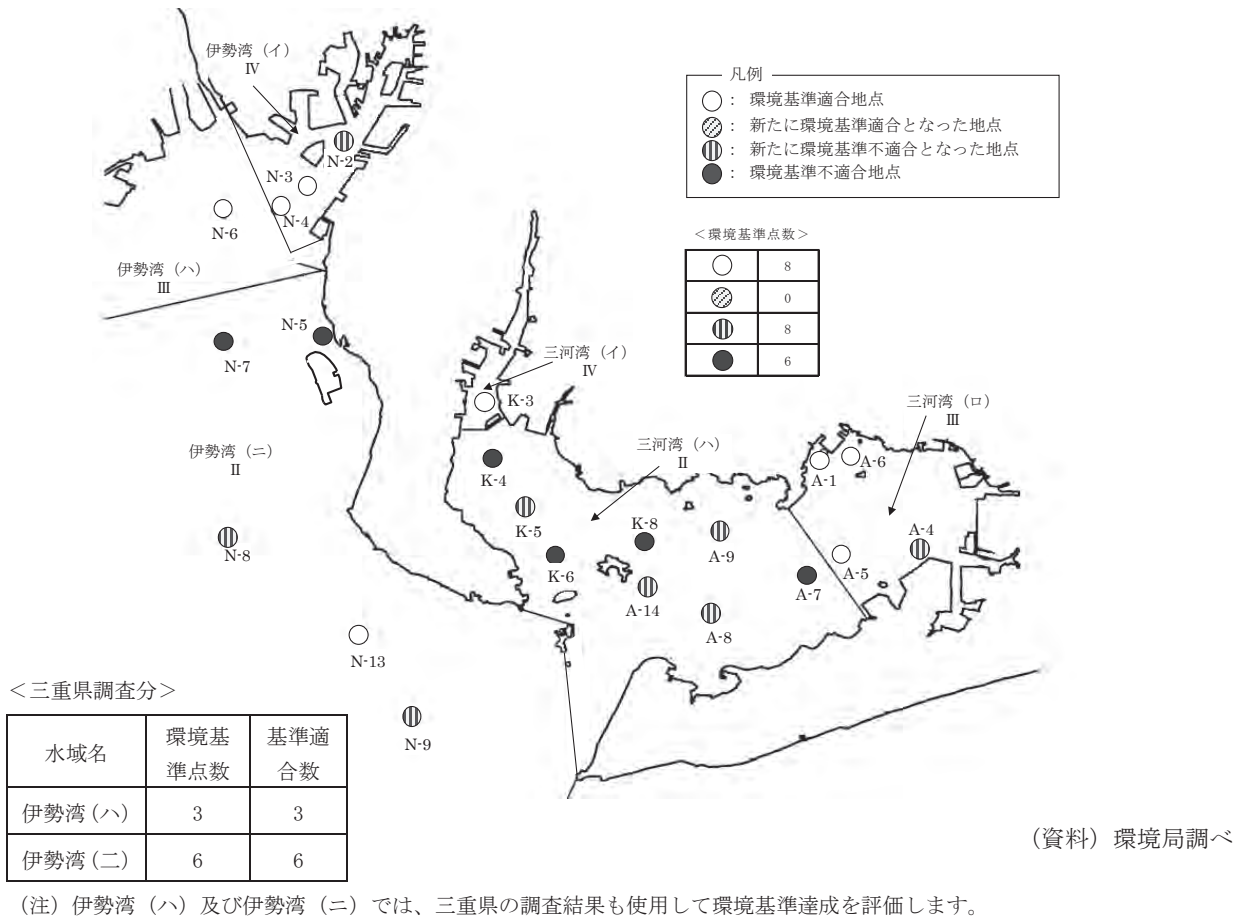 伊勢湾（イ）
Ⅳ
N-2
N-3
N-4
N-6
伊勢湾（ハ）
Ⅲ
N-5
N-7
伊勢湾（ニ）
Ⅱ
N-8
N-13
N-9
凡例
： 環境基準適合地点
： 新たに環境基準適合となった地点
： 新たに環境基準不適合となった地点
： 環境基準不適合地点
＜環境基準点数＞
8
0
8
6
三河湾（イ）
Ⅳ
K-3
三河湾（ハ）
Ⅱ
三河湾（ロ）
Ⅲ
K-4
K-5
K-6
K-8
A-9
A-14
A-8
A-7
A-1
A-6
A-5
A-4
＜三重県調査分＞
水域名 環境基準点数 基準適合数
伊勢湾（ハ） 3 3
伊勢湾（二） 6 6
（資料）環境局調べ
（注）伊勢湾（ハ）及び伊勢湾（ニ）では、三重県の調査結果も使用して環境基準達成を評価します。